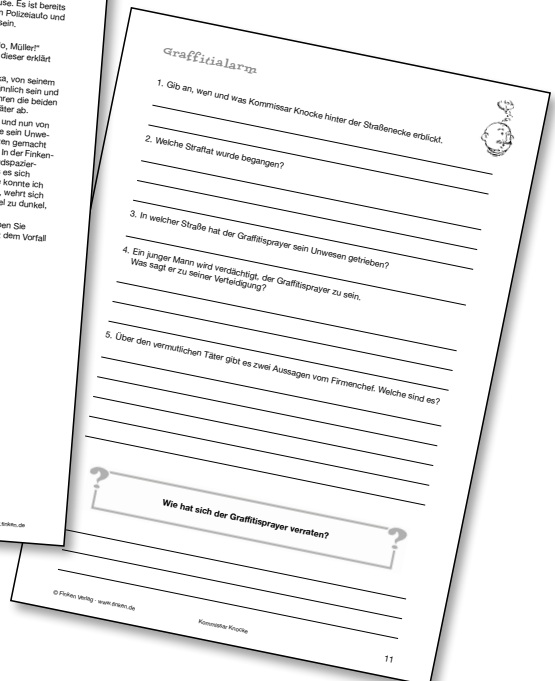 use. Es ist bereits
Polizeiauto und
sein.
o, Müller!"
dieser erklärt
ka, von seinem
nnlich sein und
hren die beiden
äter ab.
und nun von
e sein Unwe-
en gemacht
In der Finken-
dspazier-
es sich
konnte ich
, wehrt sich
el zu dunkel,
en Sie
dem Vorfall
.finken.de
Graffitialarm
1. Gib an, wen und was Kommissar Knocke hinter der Straßenecke erblickt.
2. Welche Straftat wurde begangen?
3. In welcher Straße hat der Graffitisprayer sein Unwesen getrieben?
4. Ein junger Mann wird verdächtigt, der Graffitisprayer zu sein.
Was sagt er zu seiner Verteidigung?
5. Über den vermutlichen Täter gibt es zwei Aussagen vom Firmenchef. Welche sind es?
? Wie hat sich der Graffitisprayer verraten? ?
© Finken Verlag · www.finken.de
Kommissar Knocke
11